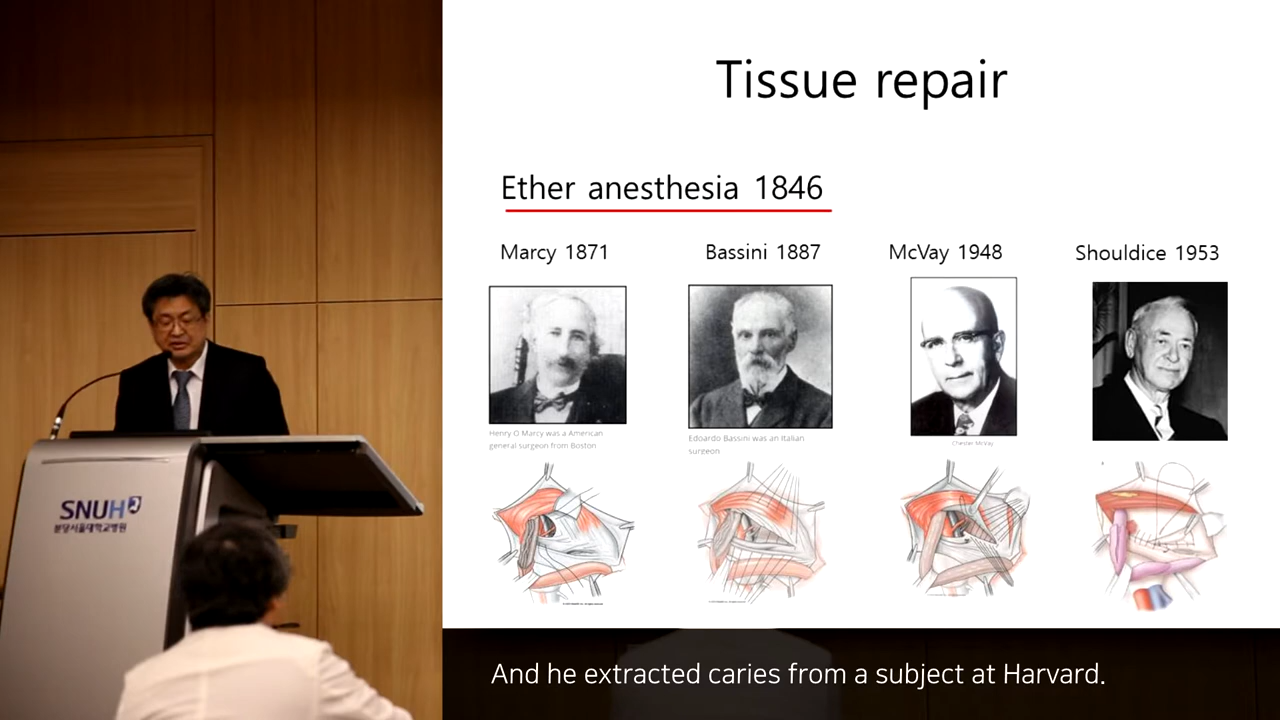 Tissue repair
Ether anesthesia 1846
Marcy 1871
Bassini 1887
McVay 1948
Shouldice 1953
Henry O Marcy was a American
general surgeon from Boston
Edoardo Bassini was an Italian
surgeon
Chester McVay
SNUH
분당서울대학교병원
And he extracted caries from a subject at Harvard.